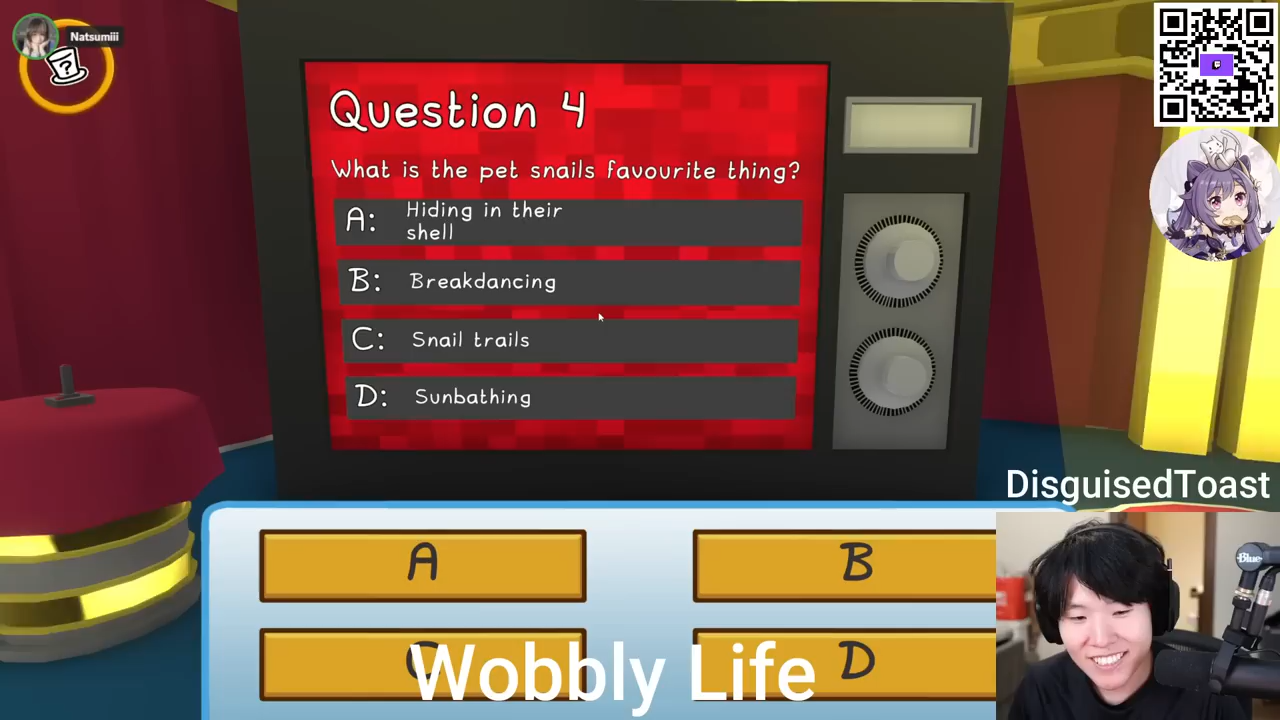 Natsumiii
?
Question 4
What is the pet snails favourite thing?
A: Hiding in their
shell
B: Breakdancing
C: Snail trails
D: Sunbathing
DisguisedToast
A
B
Blue
C
D
Wobbly Life